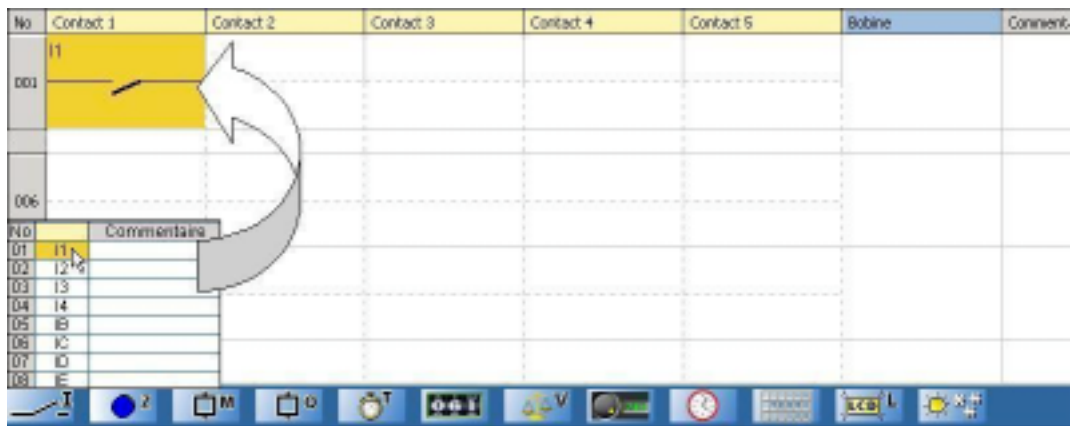 No Contact 1 Contact 2 Contact 3 Contact 4 Contact 5 Bobine Comment
I1
001
006
No Commentaire
01 I1
02 I2
03 I3
04 I4
05 IB
06 IC
07 ID
08 IE
I 2 M O T V L